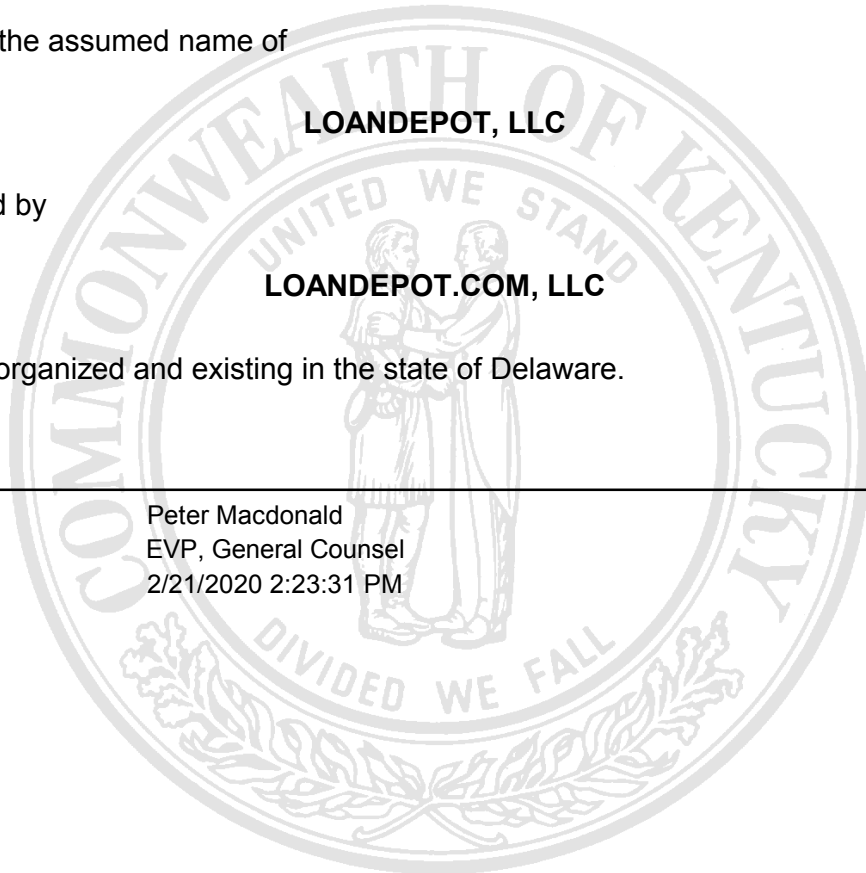 the assumed name of
LOANDEPOT, LLC
d by
LOANDEPOT.COM, LLC
organized and existing in the state of Delaware.
Peter Macdonald
EVP, General Counsel
2/21/2020 2:23:31 PM
COMMONWEALTH OF KENTUCKY
UNITED WE STAND
DIVIDED WE FALL